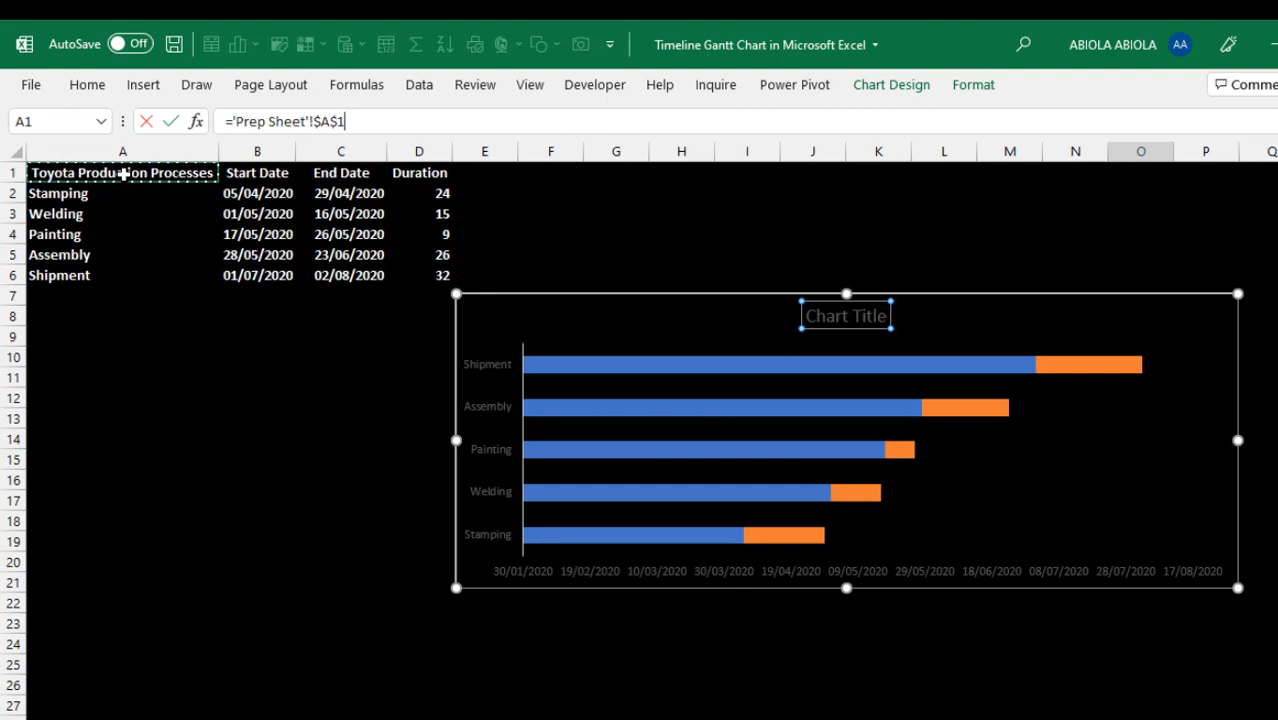 AutoSave Off Timeline Gantt Chart in Microsoft Excel ABIOLA ABIOLA AA
File Home Insert Draw Page Layout Formulas Data Review View Developer Help Inquire Power Pivot Chart Design Format Comme
A1 fx ='Prep Sheet'!$A$1
A B C D E F G H I J K L M N O P Q
1 Toyota Production Processes Start Date End Date Duration
2 Stamping 05/04/2020 29/04/2020 24
3 Welding 01/05/2020 16/05/2020 15
4 Painting 17/05/2020 26/05/2020 9
5 Assembly 28/05/2020 23/06/2020 26
6 Shipment 01/07/2020 02/08/2020 32
7
8 Chart Title
9
10 Shipment
11
12 Assembly
13
14 Painting
15
16
17 Welding
18
19 Stamping
20
21 30/01/2020 19/02/2020 10/03/2020 30/03/2020 19/04/2020 09/05/2020 29/05/2020 18/06/2020 08/07/2020 28/07/2020 17/08/2020
22
23
24
25
26
27